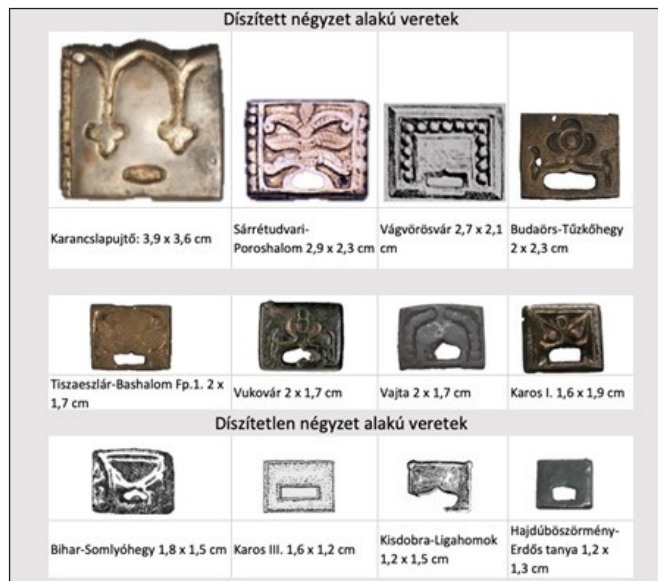 Díszített négyzet alakú veretek
Karancslapujtő: 3,9 x 3,6 cm
Sárrétudvari-
Poroshalom 2,9 x 2,3 cm
Vágvörösvár 2,7 x 2,1
cm
Budaörs-Tűzkőhegy
2 x 2,3 cm
Tiszaeszlár-Bashalom Fp.1. 2 x
1,7 cm
Vukovár 2 x 1,7 cm
Vajta 2 x 1,7 cm
Karos I. 1,6 x 1,9 cm
Díszítetlen négyzet alakú veretek
Bihar-Somlyóhegy 1,8 x 1,5 cm
Karos III. 1,6 x 1,2 cm
Kisdobra-Ligahomok
1,2 x 1,5 cm
Hajdúböszörmény-
Erdős tanya 1,2 x
1,3 cm